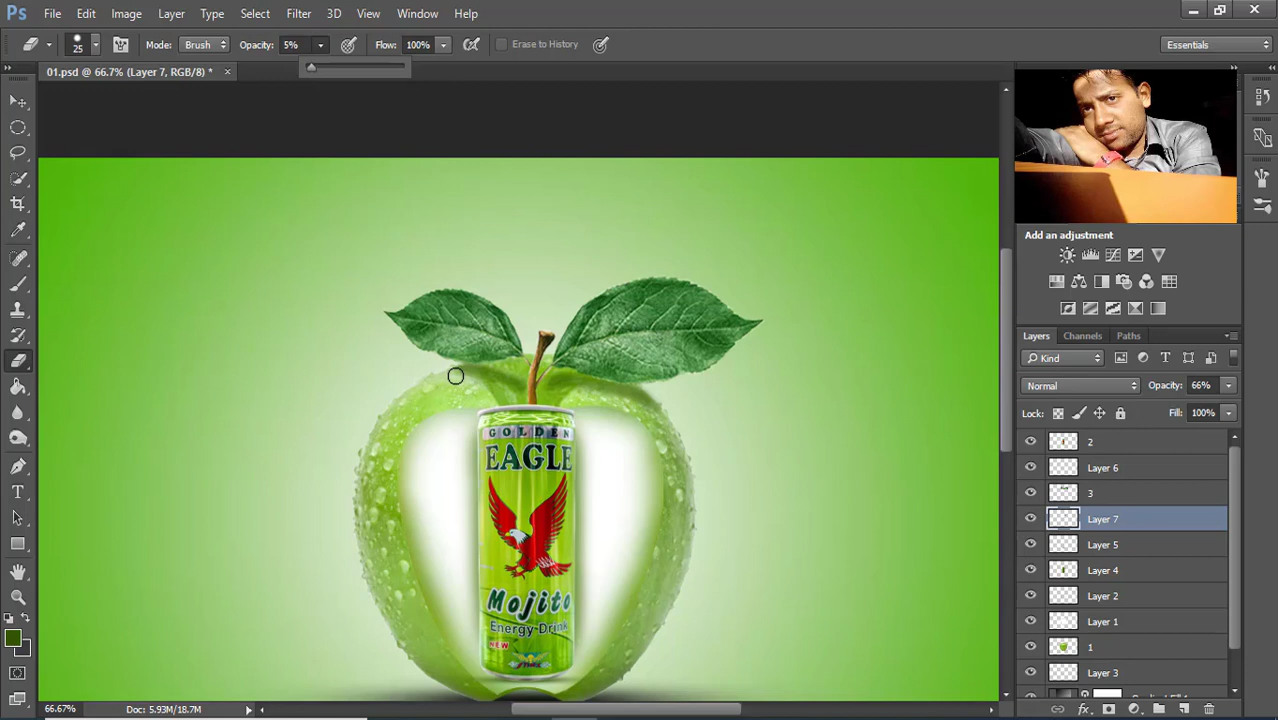 Ps File Edit Image Layer Type Select Filter 3D View Window Help
25 Mode: Brush Opacity: 5% Flow: 100% Erase to History Essentials
01.psd @ 66.7% (Layer 7, RGB/8) * ×
Add an adjustment
Layers Channels Paths
Kind
Normal Opacity: 66%
Lock: Fill: 100%
2
Layer 6
3
Layer 7
Layer 5
Layer 4
Layer 2
Layer 1
1
Layer 3
GOLDEN
EAGLE
Mojito
Energy Drink
NEW
66.67% Doc: 5.93M/18.7M